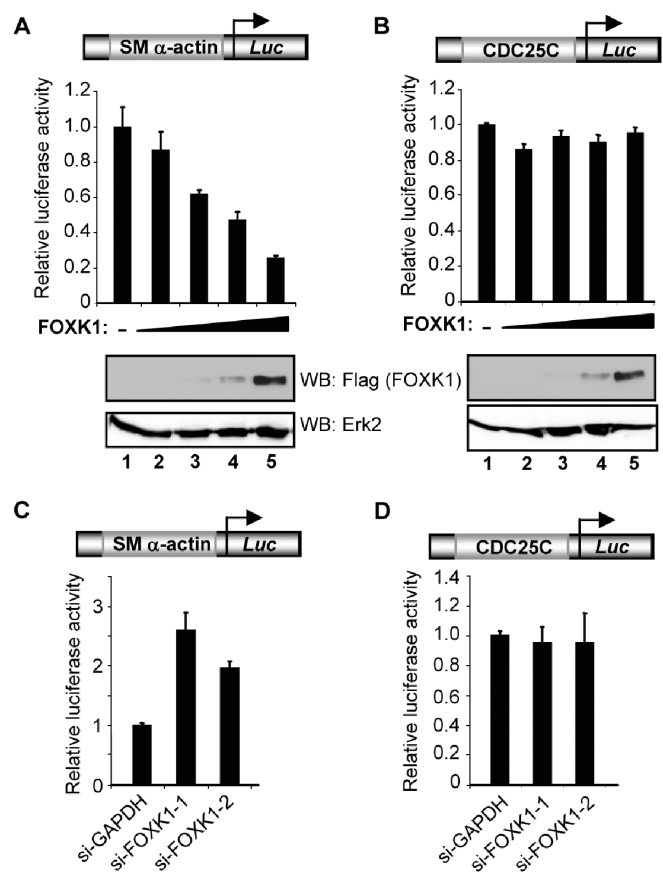 A
SM α-actin Luc
Relative luciferase activity
1.2
1.0
0.8
0.6
0.4
0.2
0
FOXK1: –
WB: Flag (FOXK1)
WB: Erk2
1 2 3 4 5
B
CDC25C Luc
Relative luciferase activity
1.2
1.0
0.8
0.6
0.4
0.2
0
FOXK1: –
1 2 3 4 5
C
SM α-actin Luc
Relative luciferase activity
3
2
1
0
si-GAPDH
si-FOXK1-1
si-FOXK1-2
D
CDC25C Luc
Relative luciferase activity
1.4
1.2
1.0
0.8
0.6
0.4
0.2
0
si-GAPDH
si-FOXK1-1
si-FOXK1-2